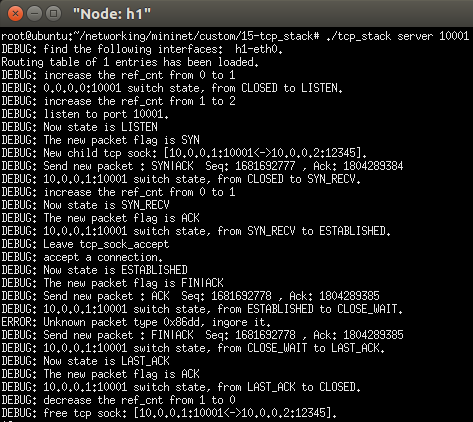 "Node: h1"
root@ubuntu:~/networking/mininet/custom/15-tcp_stack# ./tcp_stack server 10001
DEBUG: find the following interfaces:  h1-eth0.
Routing table of 1 entries has been loaded.
DEBUG: increase the ref_cnt from 0 to 1
DEBUG: 0.0.0.0:10001 switch state, from CLOSED to LISTEN.
DEBUG: increase the ref_cnt from 1 to 2
DEBUG: listen to port 10001.
DEBUG: Now state is LISTEN
DEBUG: The new packet flag is SYN
DEBUG: New child tcp sock: [10.0.0.1:10001<->10.0.0.2:12345].
DEBUG: Send new packet : SYN|ACK  Seq: 1681692777 , Ack: 1804289384
DEBUG: 10.0.0.1:10001 switch state, from CLOSED to SYN_RECV.
DEBUG: increase the ref_cnt from 0 to 1
DEBUG: Now state is SYN_RECV
DEBUG: The new packet flag is ACK
DEBUG: 10.0.0.1:10001 switch state, from SYN_RECV to ESTABLISHED.
DEBUG: Leave tcp_sock_accept
DEBUG: accept a connection.
DEBUG: Now state is ESTABLISHED
DEBUG: The new packet flag is FIN|ACK
DEBUG: Send new packet : ACK  Seq: 1681692778 , Ack: 1804289385
DEBUG: 10.0.0.1:10001 switch state, from ESTABLISHED to CLOSE_WAIT.
ERROR: Unknown packet type 0x86dd, ingore it.
DEBUG: Send new packet : FIN|ACK  Seq: 1681692778 , Ack: 1804289385
DEBUG: 10.0.0.1:10001 switch state, from CLOSE_WAIT to LAST_ACK.
DEBUG: Now state is LAST_ACK
DEBUG: The new packet flag is ACK
DEBUG: 10.0.0.1:10001 switch state, from LAST_ACK to CLOSED.
DEBUG: decrease the ref_cnt from 1 to 0
DEBUG: free tcp sock: [10.0.0.1:10001<->10.0.0.2:12345].